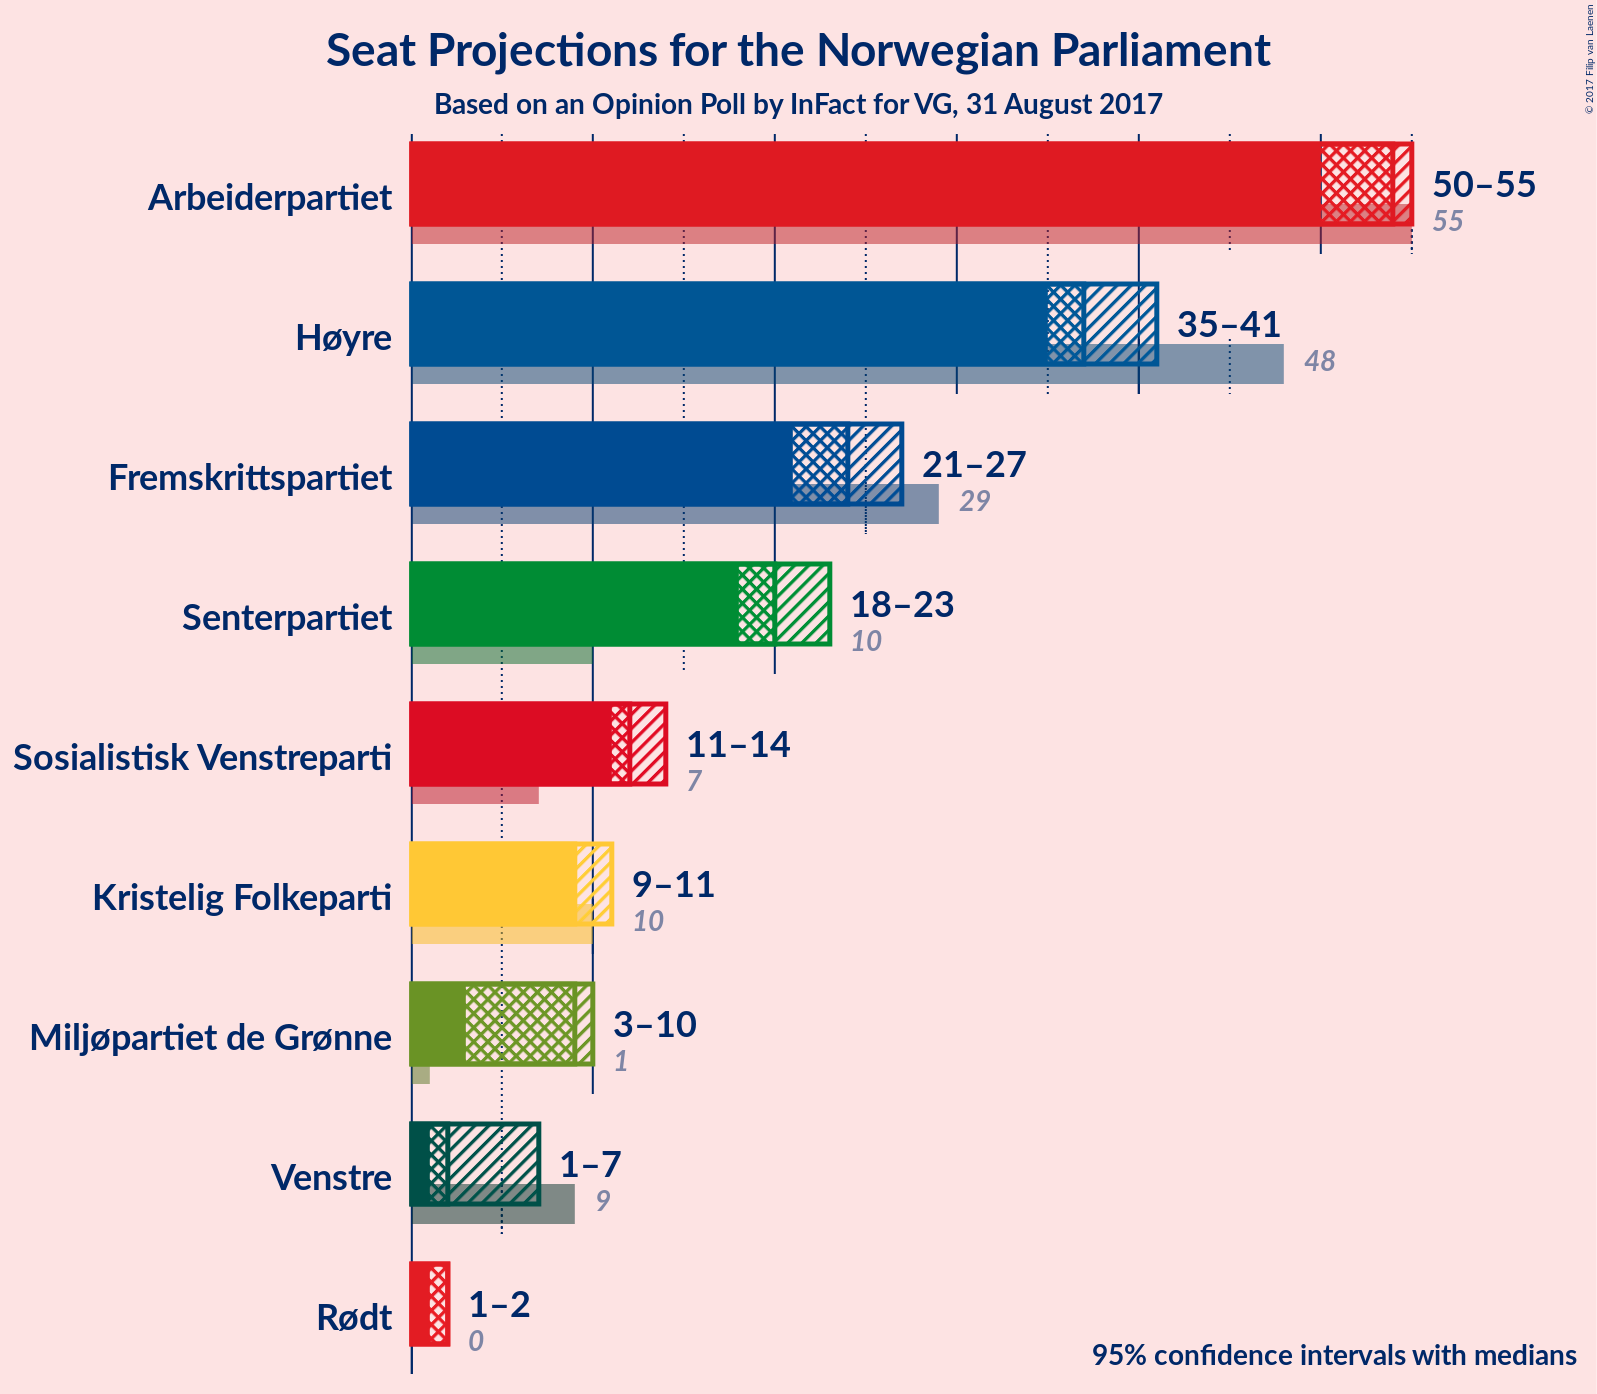 Seat Projections for the Norwegian Parliament
Based on an Opinion Poll by InFact for VG, 31 August 2017
© 2017 Filip van Laenen
Arbeiderpartiet
50–55
55
Høyre
35–41
48
Fremskrittspartiet
21–27
29
Senterpartiet
18–23
10
Sosialistisk Venstreparti
11–14
7
Kristelig Folkeparti
9–11
10
Miljøpartiet de Grønne
3–10
1
Venstre
1–7
9
Rødt
1–2
0
95% confidence intervals with medians